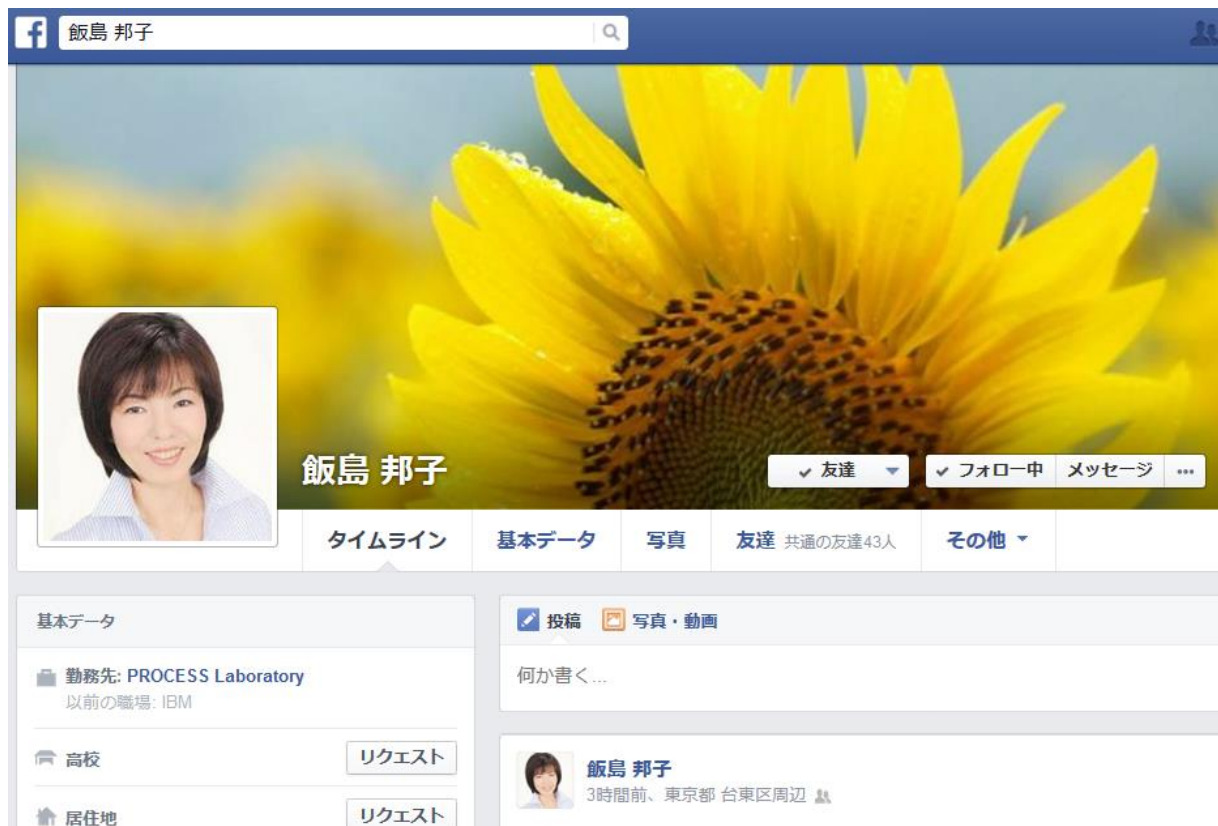 飯島 邦子
飯島 邦子
友達
フォロー中
メッセージ
タイムライン
基本データ
写真
友達 共通の友達43人
その他
基本データ
勤務先: PROCESS Laboratory
以前の職場: IBM
高校
リクエスト
居住地
リクエスト
投稿
写真・動画
何か書く...
飯島 邦子
3時間前、東京都 台東区周辺